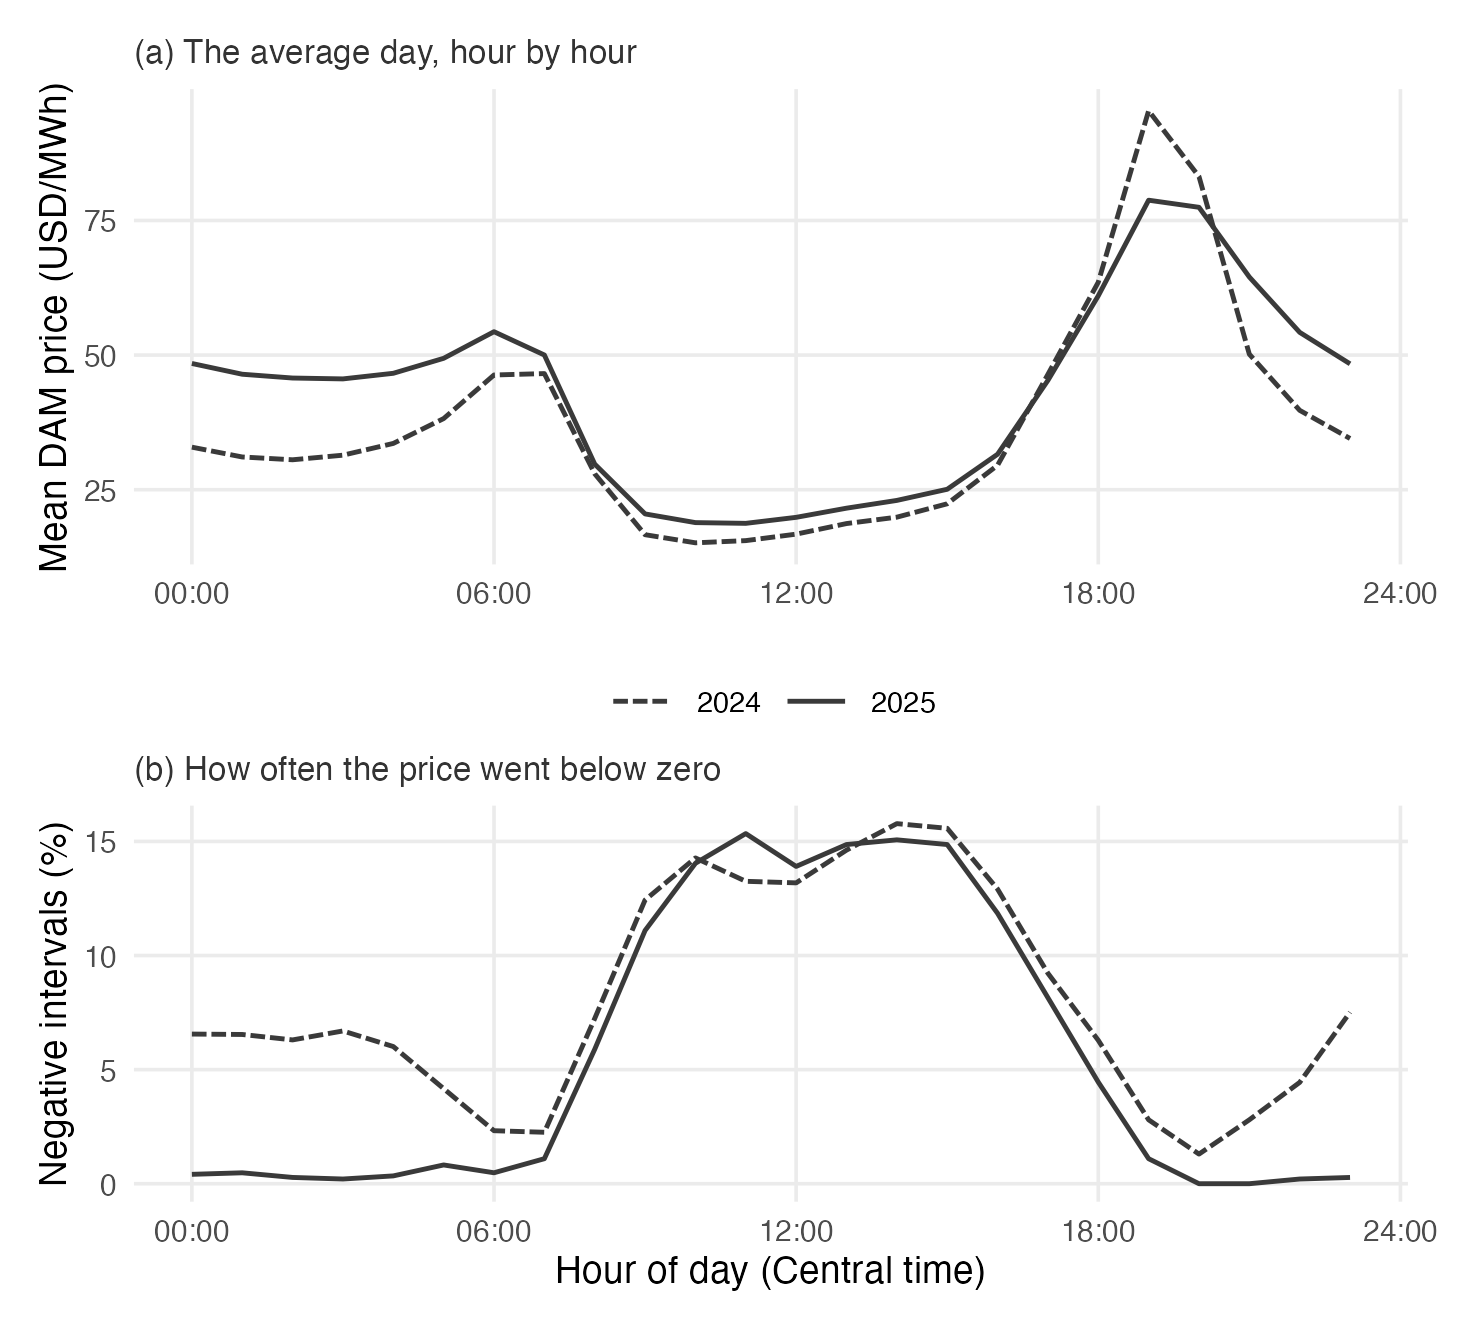 (a) The average day, hour by hour
Mean DAM price (USD/MWh)
75
50
25
00:00 06:00 12:00 18:00 24:00
2024 2025
(b) How often the price went below zero
Negative intervals (%)
15
10
5
0
00:00 06:00 12:00 18:00 24:00
Hour of day (Central time)